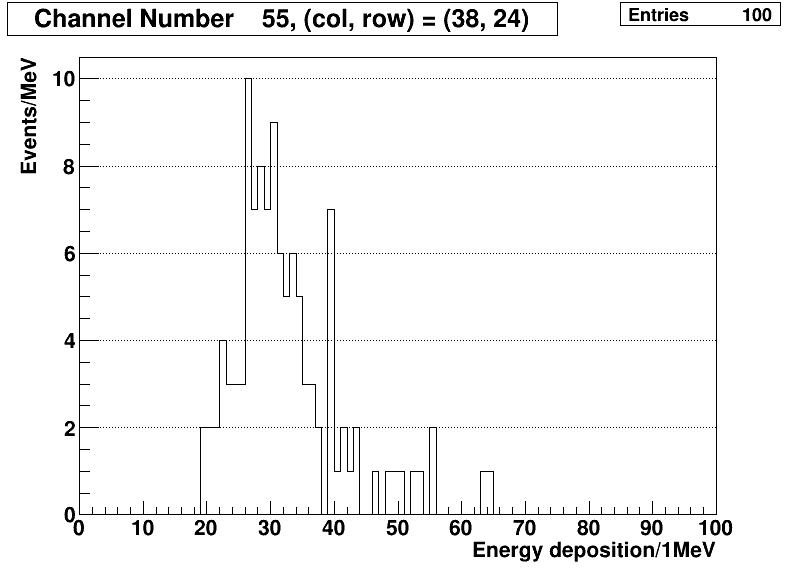 Channel Number 55, (col, row) = (38, 24)
Entries 100
Events/MeV
10
8
6
4
2
0
0 10 20 30 40 50 60 70 80 90 100
Energy deposition/1MeV